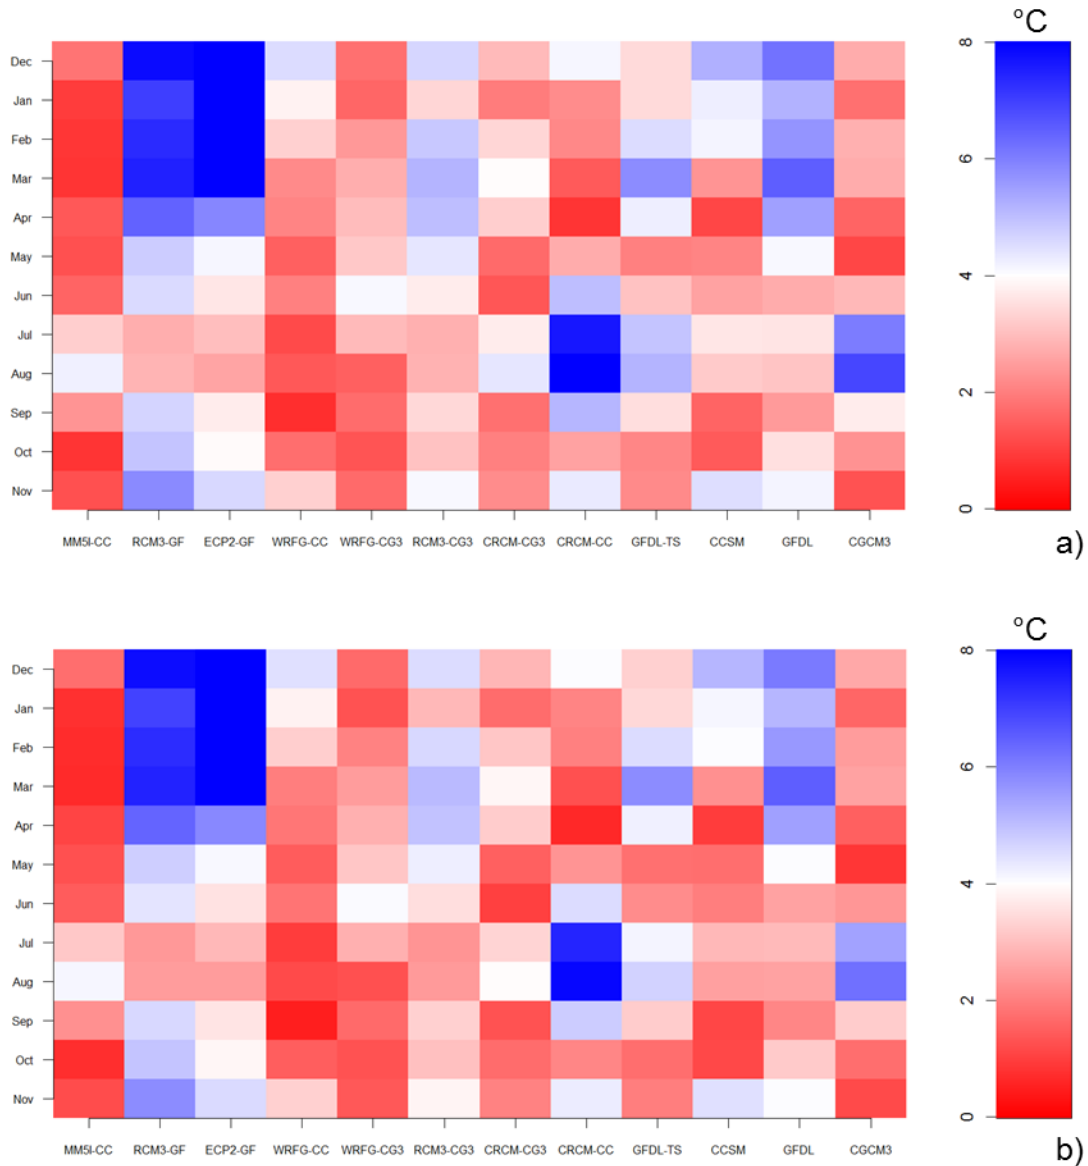 °C
Dec
Jan
Feb
Mar
Apr
May
Jun
Jul
Aug
Sep
Oct
Nov
8
6
4
2
0
MM5I-CC RCM3-GF ECP2-GF WRFG-CC WRFG-CG3 RCM3-CG3 CRCM-CG3 CRCM-CC GFDL-TS CCSM GFDL CGCM3
a)
°C
Dec
Jan
Feb
Mar
Apr
May
Jun
Jul
Aug
Sep
Oct
Nov
8
6
4
2
0
MM5I-CC RCM3-GF ECP2-GF WRFG-CC WRFG-CG3 RCM3-CG3 CRCM-CG3 CRCM-CC GFDL-TS CCSM GFDL CGCM3
b)